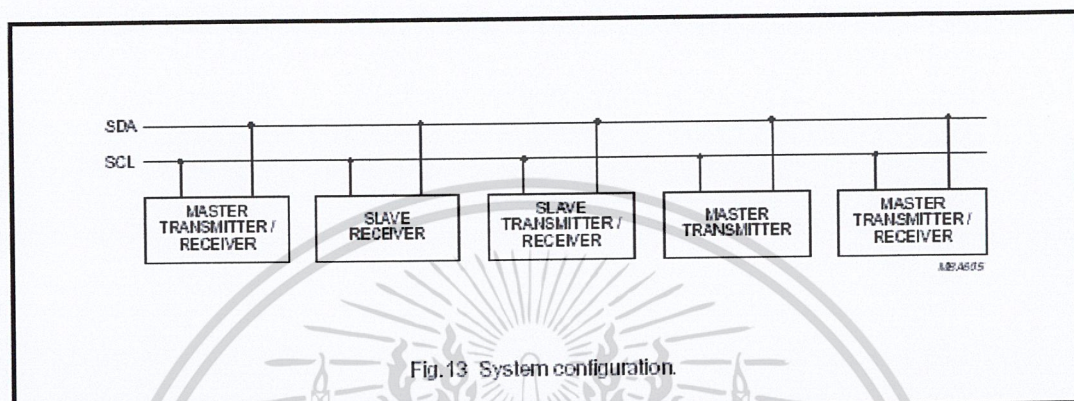 SDA
SCL
MASTER
TRANSMITTER /
RECEIVER
SLAVE
RECEIVER
SLAVE
TRANSMITTER /
RECEIVER
MASTER
TRANSMITTER
MASTER
TRANSMITTER /
RECEIVER
MBA605
Fig.13 System configuration.